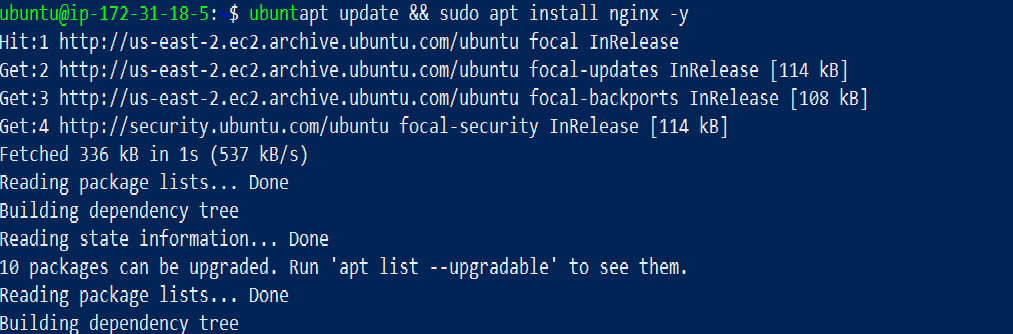 ubuntu@ip-172-31-18-5:~$ ubuntapt update && sudo apt install nginx -y
Hit:1 http://us-east-2.ec2.archive.ubuntu.com/ubuntu focal InRelease
Get:2 http://us-east-2.ec2.archive.ubuntu.com/ubuntu focal-updates InRelease [114 kB]
Get:3 http://us-east-2.ec2.archive.ubuntu.com/ubuntu focal-backports InRelease [108 kB]
Get:4 http://security.ubuntu.com/ubuntu focal-security InRelease [114 kB]
Fetched 336 kB in 1s (537 kB/s)
Reading package lists... Done
Building dependency tree
Reading state information... Done
10 packages can be upgraded. Run 'apt list --upgradable' to see them.
Reading package lists... Done
Building dependency tree